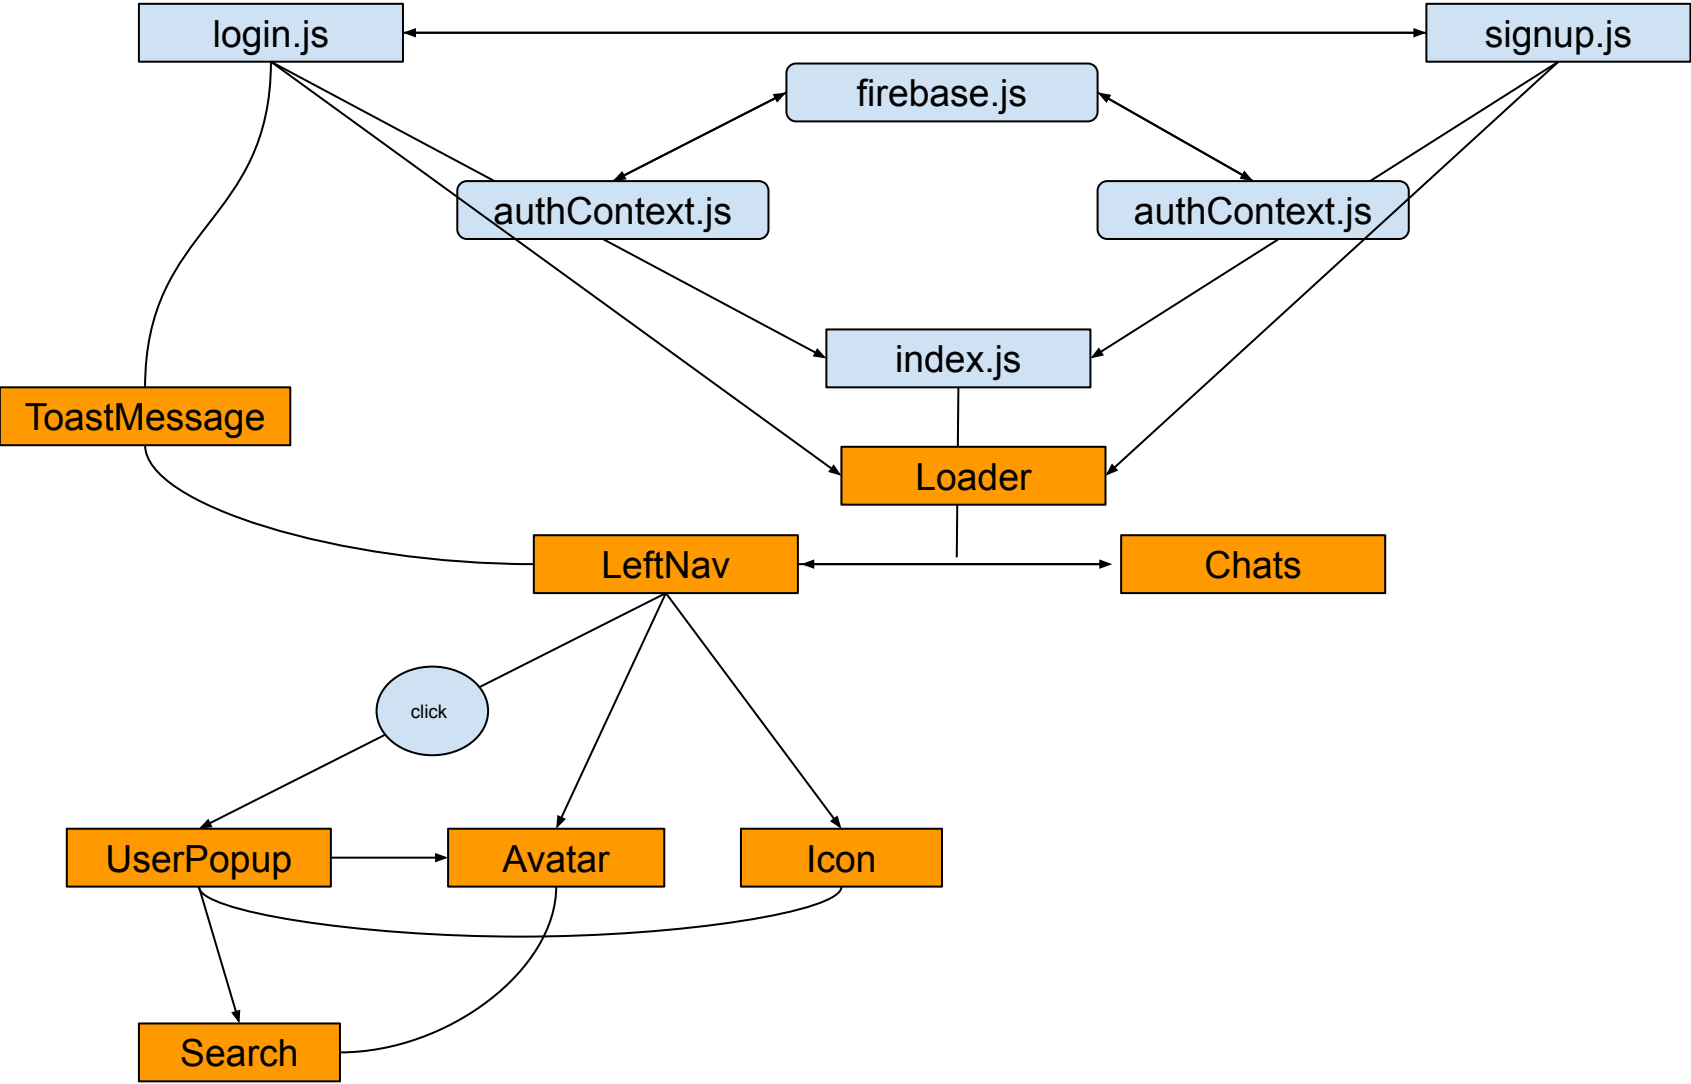 login.js
signup.js
firebase.js
authContext.js
authContext.js
index.js
ToastMessage
Loader
LeftNav
Chats
click
UserPopup
Avatar
Icon
Search